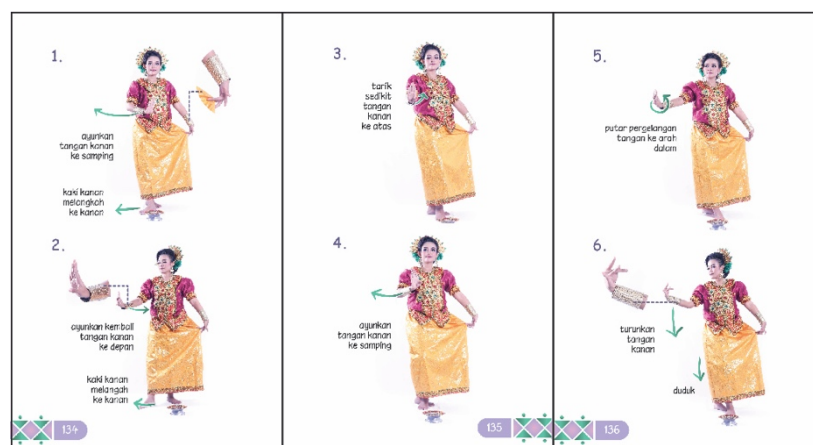 1.
ayunkan
tangan kanan
ke samping
kaki kanan
melangkah
ke kanan
2.
ayunkan kembali
tangan kanan
ke depan
kaki kanan
melangah
ke kanan
134
3.
tarik
sedikit
tangan
kanan
ke atas
4.
ayunkan
tangan kanan
ke samping
135
5.
putar pergelangan
tangan ke arah
dalam
6.
turunkan
tangan
kanan
duduk
136